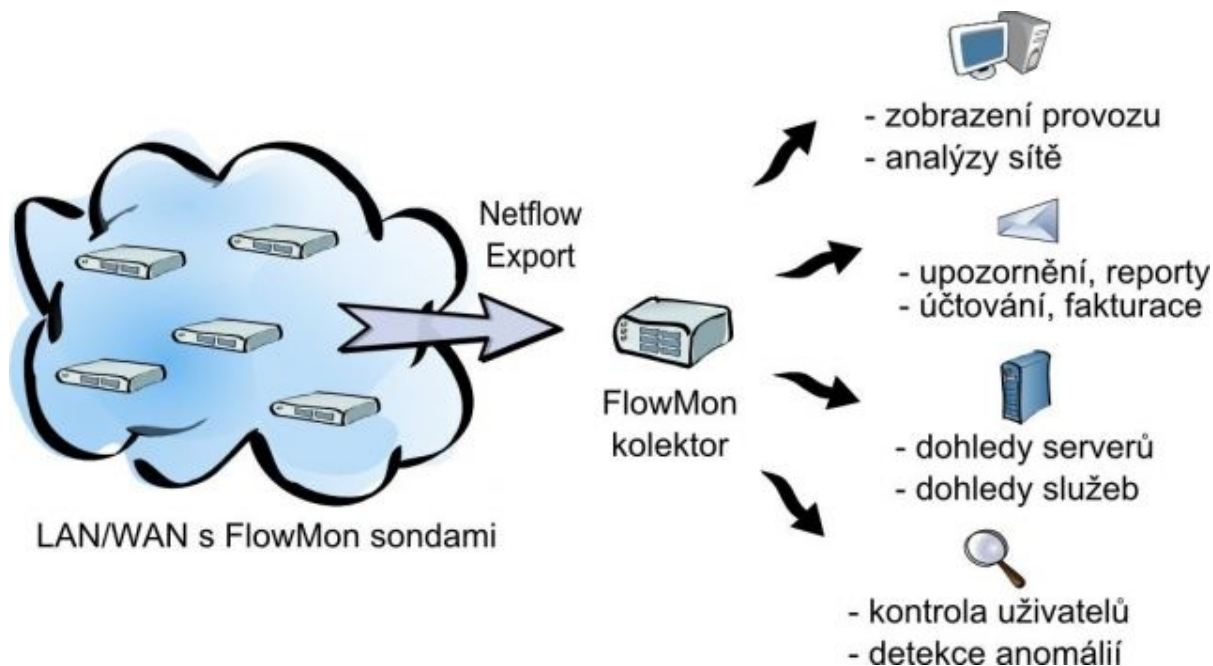 - zobrazení provozu
- analýzy sítě
Netflow
Export
- upozornění, reporty
- účtování, fakturace
FlowMon
kolektor
- dohledy serverů
- dohledy služeb
LAN/WAN s FlowMon sondami
- kontrola uživatelů
- detekce anomálií